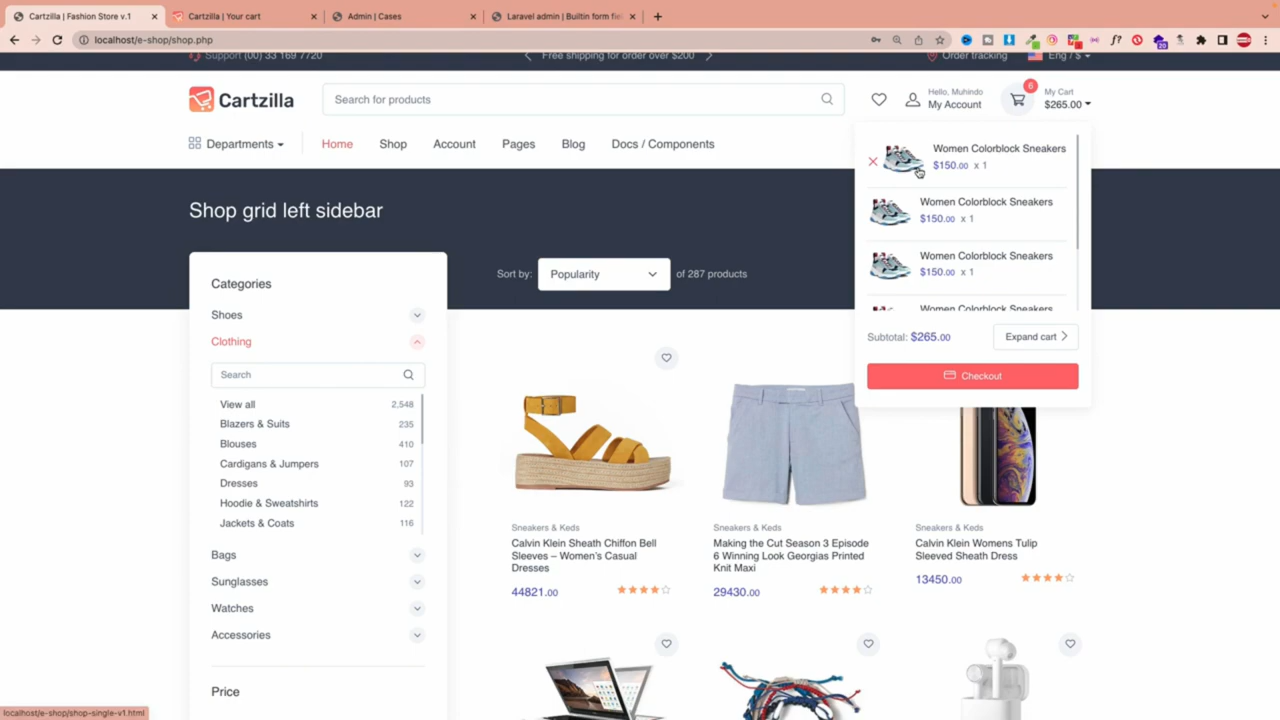 Cartzilla | Fashion Store v.1
Cartzilla | Your cart
Admin | Cases
Laravel admin | Builtin form fiel
localhost/e-shop/shop.php
Support (00) 33 169 7720
Free shipping for order over $200
Order tracking
Eng / $
Cartzilla
Search for products
Hello, Muhindo
My Account
6
My Cart
$265.00
Departments
Home
Shop
Account
Pages
Blog
Docs / Components
Women Colorblock Sneakers
$150.00 x 1
Women Colorblock Sneakers
$150.00 x 1
Women Colorblock Sneakers
$150.00 x 1
Women Colorblock Sneakers
Subtotal: $265.00
Expand cart
Checkout
Shop grid left sidebar
Sort by:
Popularity
of 287 products
Categories
Shoes
Clothing
Search
View all 2,548
Blazers & Suits 235
Blouses 410
Cardigans & Jumpers 107
Dresses 93
Hoodie & Sweatshirts 122
Jackets & Coats 116
Bags
Sunglasses
Watches
Accessories
Price
Sneakers & Keds
Calvin Klein Sheath Chiffon Bell
Sleeves – Women's Casual
Dresses
44821.00
Sneakers & Keds
Making the Cut Season 3 Episode
6 Winning Look Georgias Printed
Knit Maxi
29430.00
Sneakers & Keds
Calvin Klein Womens Tulip
Sleeved Sheath Dress
13450.00
localhost/e-shop/shop-single-v1.html